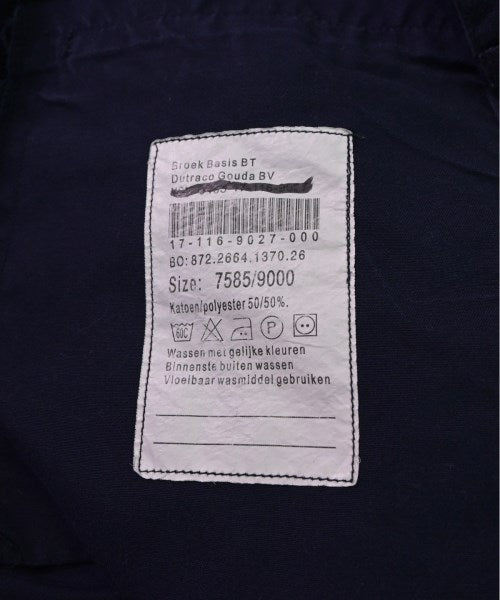 Broek Basis BT
Dutraco Gouda BV
17-116-9027-000
BO: 872.2664.1370.26
Size: 7585/9000
Katoen/polyester 50/50%.
60C P
Wassen met gelijke kleuren
Binnenste buiten wassen
Vloeibaar wasmiddel gebruiken